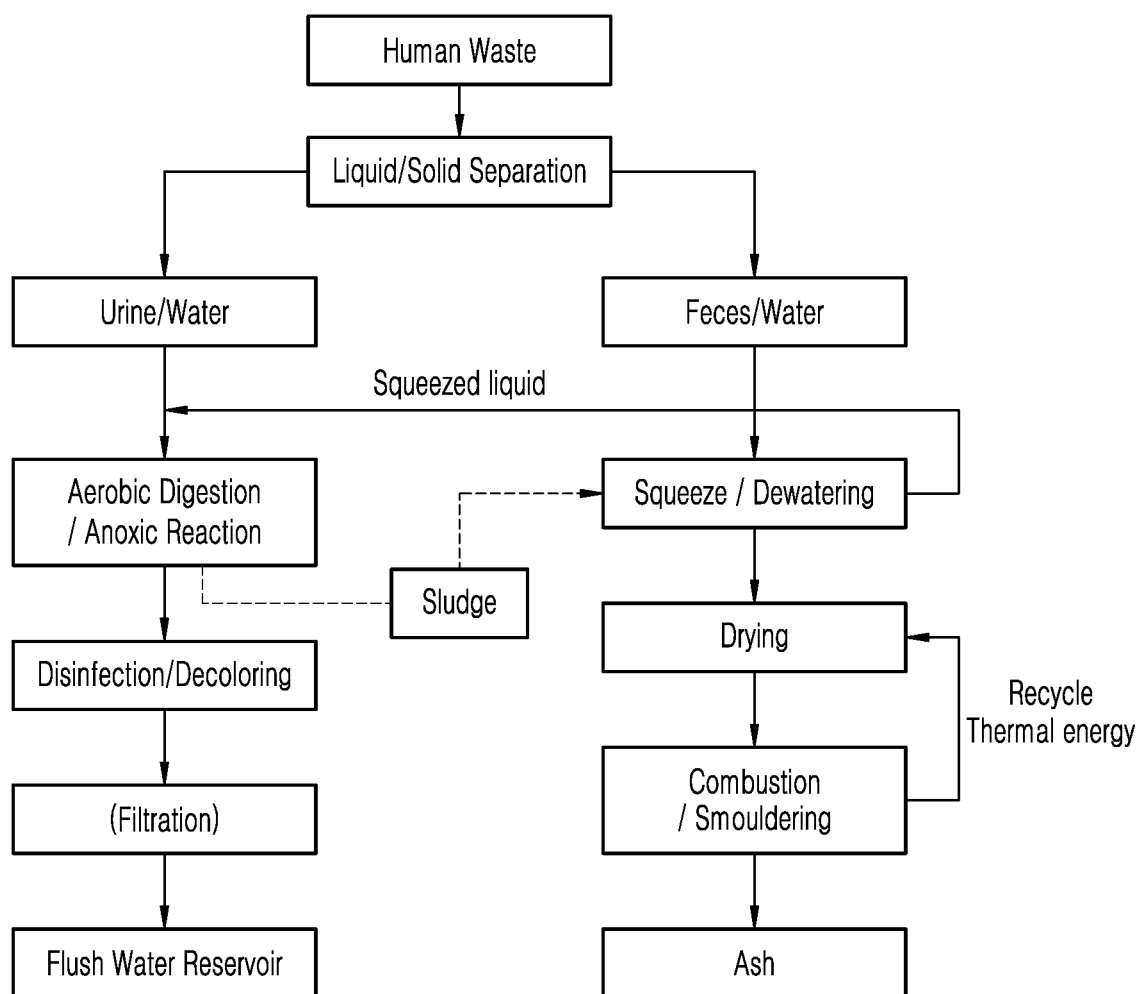 Human Waste
Liquid/Solid Separation
Urine/Water
Feces/Water
Squeezed liquid
Aerobic Digestion
/ Anoxic Reaction
Squeeze / Dewatering
Sludge
Drying
Disinfection/Decoloring
Recycle
Thermal energy
Combustion
/ Smouldering
(Filtration)
Flush Water Reservoir
Ash